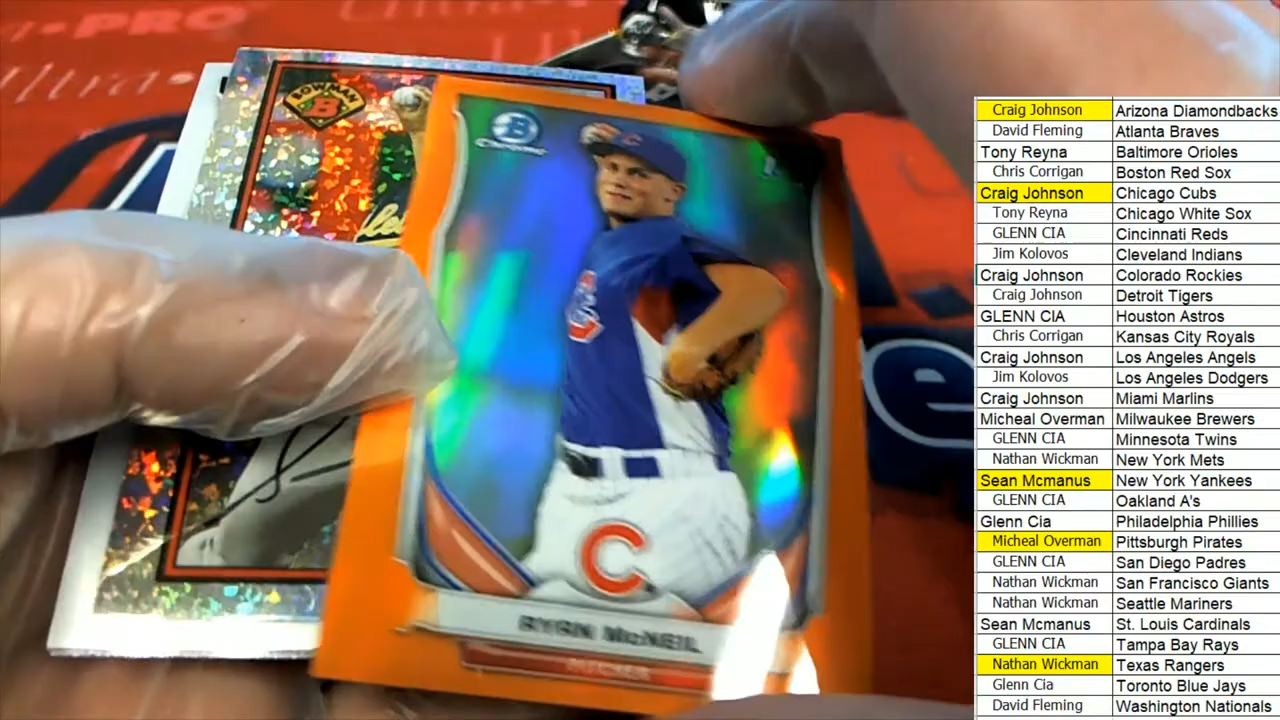 PRO
Ultra
BOWMAN
B
B
Chrome
C
C
RYAN McNEIL
PITCHER
e
Craig Johnson Arizona Diamondbacks
David Fleming Atlanta Braves
Tony Reyna Baltimore Orioles
Chris Corrigan Boston Red Sox
Craig Johnson Chicago Cubs
Tony Reyna Chicago White Sox
GLENN CIA Cincinnati Reds
Jim Kolovos Cleveland Indians
Craig Johnson Colorado Rockies
Craig Johnson Detroit Tigers
GLENN CIA Houston Astros
Chris Corrigan Kansas City Royals
Craig Johnson Los Angeles Angels
Jim Kolovos Los Angeles Dodgers
Craig Johnson Miami Marlins
Micheal Overman Milwaukee Brewers
GLENN CIA Minnesota Twins
Nathan Wickman New York Mets
Sean Mcmanus New York Yankees
GLENN CIA Oakland A's
Glenn Cia Philadelphia Phillies
Micheal Overman Pittsburgh Pirates
GLENN CIA San Diego Padres
Nathan Wickman San Francisco Giants
Nathan Wickman Seattle Mariners
Sean Mcmanus St. Louis Cardinals
GLENN CIA Tampa Bay Rays
Nathan Wickman Texas Rangers
Glenn Cia Toronto Blue Jays
David Fleming Washington Nationals